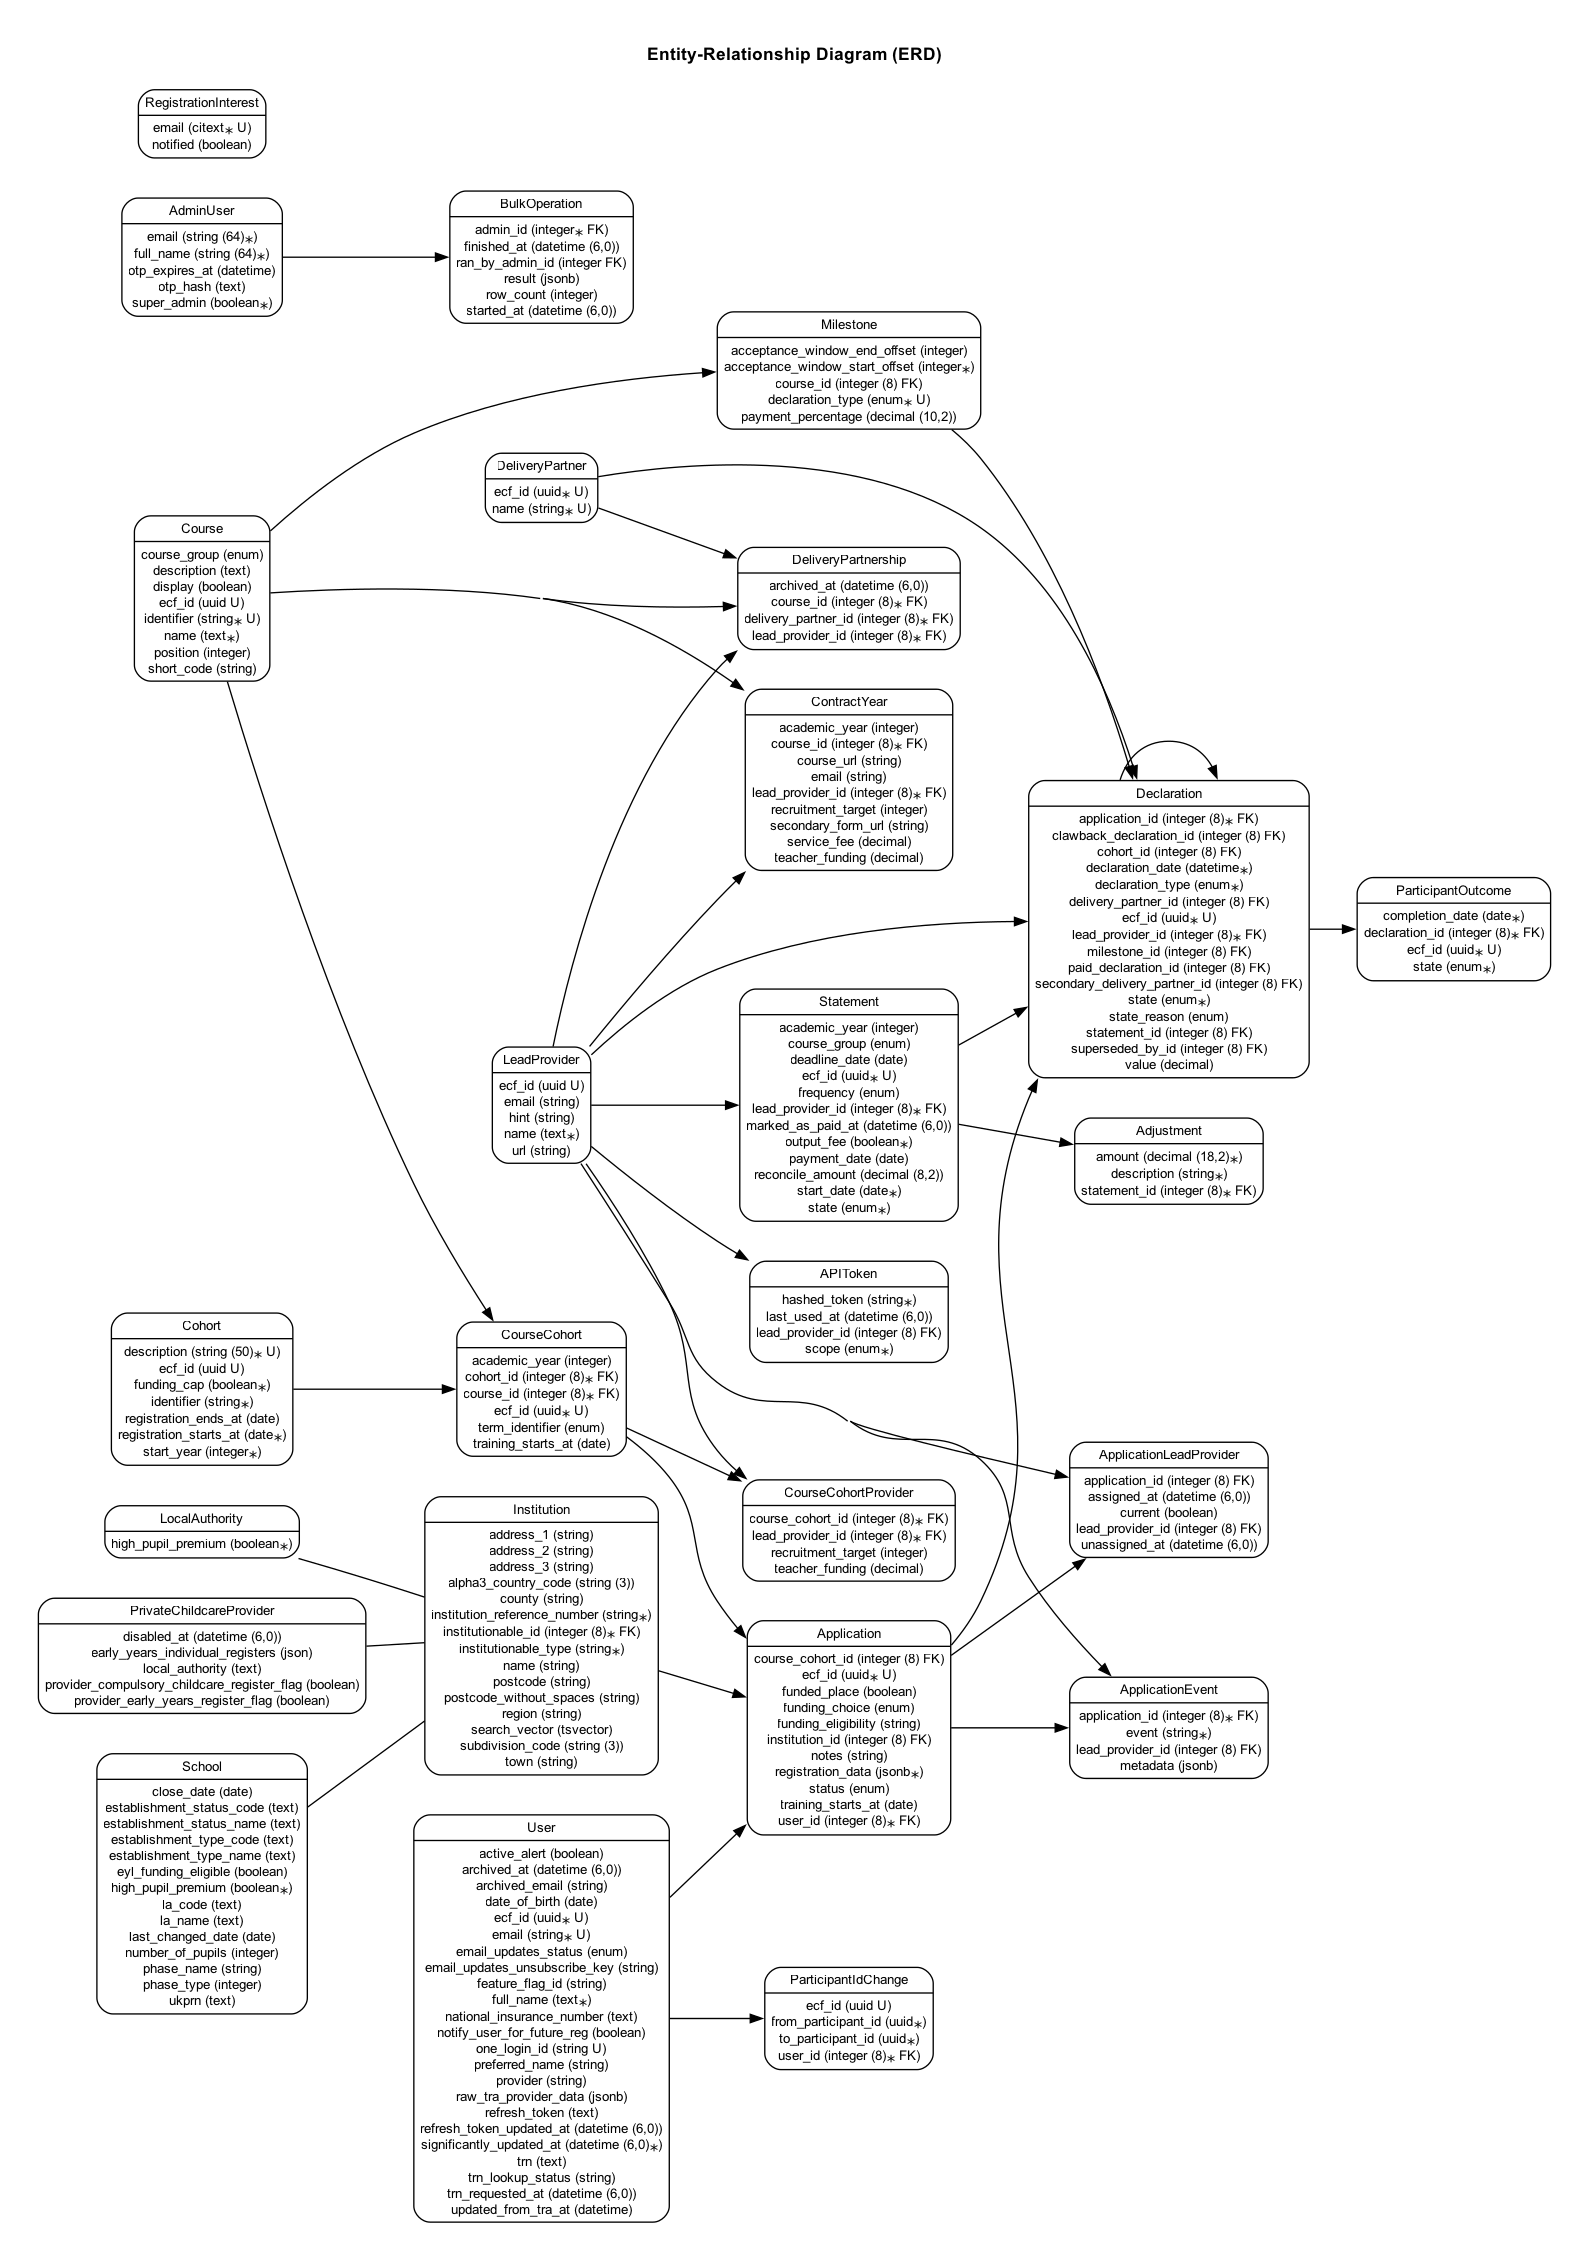 Entity-Relationship Diagram (ERD)
RegistrationInterest
email (citext∗ U)
notified (boolean)
AdminUser
email (string (64)∗)
full_name (string (64)∗)
otp_expires_at (datetime)
otp_hash (text)
super_admin (boolean∗)
BulkOperation
admin_id (integer∗ FK)
finished_at (datetime (6,0))
ran_by_admin_id (integer FK)
result (jsonb)
row_count (integer)
started_at (datetime (6,0))
Milestone
acceptance_window_end_offset (integer)
acceptance_window_start_offset (integer∗)
course_id (integer (8) FK)
declaration_type (enum∗ U)
payment_percentage (decimal (10,2))
DeliveryPartner
ecf_id (uuid∗ U)
name (string∗ U)
Course
course_group (enum)
description (text)
display (boolean)
ecf_id (uuid U)
identifier (string∗ U)
name (text∗)
position (integer)
short_code (string)
DeliveryPartnership
archived_at (datetime (6,0))
course_id (integer (8)∗ FK)
delivery_partner_id (integer (8)∗ FK)
lead_provider_id (integer (8)∗ FK)
ContractYear
academic_year (integer)
course_id (integer (8)∗ FK)
course_url (string)
email (string)
lead_provider_id (integer (8)∗ FK)
recruitment_target (integer)
secondary_form_url (string)
service_fee (decimal)
teacher_funding (decimal)
Declaration
application_id (integer (8)∗ FK)
clawback_declaration_id (integer (8) FK)
cohort_id (integer (8) FK)
declaration_date (datetime∗)
declaration_type (enum∗)
delivery_partner_id (integer (8) FK)
ecf_id (uuid∗ U)
lead_provider_id (integer (8)∗ FK)
milestone_id (integer (8) FK)
paid_declaration_id (integer (8) FK)
secondary_delivery_partner_id (integer (8) FK)
state (enum∗)
state_reason (enum)
statement_id (integer (8) FK)
superseded_by_id (integer (8) FK)
value (decimal)
ParticipantOutcome
completion_date (date∗)
declaration_id (integer (8)∗ FK)
ecf_id (uuid∗ U)
state (enum∗)
Statement
academic_year (integer)
course_group (enum)
deadline_date (date)
ecf_id (uuid∗ U)
frequency (enum)
lead_provider_id (integer (8)∗ FK)
marked_as_paid_at (datetime (6,0))
output_fee (boolean∗)
payment_date (date)
reconcile_amount (decimal (8,2))
start_date (date∗)
state (enum∗)
LeadProvider
ecf_id (uuid U)
email (string)
hint (string)
name (text∗)
url (string)
Adjustment
amount (decimal (18,2)∗)
description (string∗)
statement_id (integer (8)∗ FK)
APIToken
hashed_token (string∗)
last_used_at (datetime (6,0))
lead_provider_id (integer (8) FK)
scope (enum∗)
Cohort
description (string (50)∗ U)
ecf_id (uuid U)
funding_cap (boolean∗)
identifier (string∗)
registration_ends_at (date)
registration_starts_at (date∗)
start_year (integer∗)
CourseCohort
academic_year (integer)
cohort_id (integer (8)∗ FK)
course_id (integer (8)∗ FK)
ecf_id (uuid∗ U)
term_identifier (enum)
training_starts_at (date)
CourseCohortProvider
course_cohort_id (integer (8)∗ FK)
lead_provider_id (integer (8)∗ FK)
recruitment_target (integer)
teacher_funding (decimal)
ApplicationLeadProvider
application_id (integer (8) FK)
assigned_at (datetime (6,0))
current (boolean)
lead_provider_id (integer (8) FK)
unassigned_at (datetime (6,0))
LocalAuthority
high_pupil_premium (boolean∗)
PrivateChildcareProvider
disabled_at (datetime (6,0))
early_years_individual_registers (json)
local_authority (text)
provider_compulsory_childcare_register_flag (boolean)
provider_early_years_register_flag (boolean)
Institution
address_1 (string)
address_2 (string)
address_3 (string)
alpha3_country_code (string (3))
county (string)
institution_reference_number (string∗)
institutionable_id (integer (8)∗ FK)
institutionable_type (string∗)
name (string)
postcode (string)
postcode_without_spaces (string)
region (string)
search_vector (tsvector)
subdivision_code (string (3))
town (string)
Application
course_cohort_id (integer (8) FK)
ecf_id (uuid∗ U)
funded_place (boolean)
funding_choice (enum)
funding_eligibility (string)
institution_id (integer (8) FK)
notes (string)
registration_data (jsonb∗)
status (enum)
training_starts_at (date)
user_id (integer (8)∗ FK)
ApplicationEvent
application_id (integer (8)∗ FK)
event (string∗)
lead_provider_id (integer (8) FK)
metadata (jsonb)
School
close_date (date)
establishment_status_code (text)
establishment_status_name (text)
establishment_type_code (text)
establishment_type_name (text)
eyl_funding_eligible (boolean)
high_pupil_premium (boolean∗)
la_code (text)
la_name (text)
last_changed_date (date)
number_of_pupils (integer)
phase_name (string)
phase_type (integer)
ukprn (text)
User
active_alert (boolean)
archived_at (datetime (6,0))
archived_email (string)
date_of_birth (date)
ecf_id (uuid∗ U)
email (string∗ U)
email_updates_status (enum)
email_updates_unsubscribe_key (string)
feature_flag_id (string)
full_name (text∗)
national_insurance_number (text)
notify_user_for_future_reg (boolean)
one_login_id (string U)
preferred_name (string)
provider (string)
raw_tra_provider_data (jsonb)
refresh_token (text)
refresh_token_updated_at (datetime (6,0))
significantly_updated_at (datetime (6,0)∗)
trn (text)
trn_lookup_status (string)
trn_requested_at (datetime (6,0))
updated_from_tra_at (datetime)
ParticipantIdChange
ecf_id (uuid U)
from_participant_id (uuid∗)
to_participant_id (uuid∗)
user_id (integer (8)∗ FK)